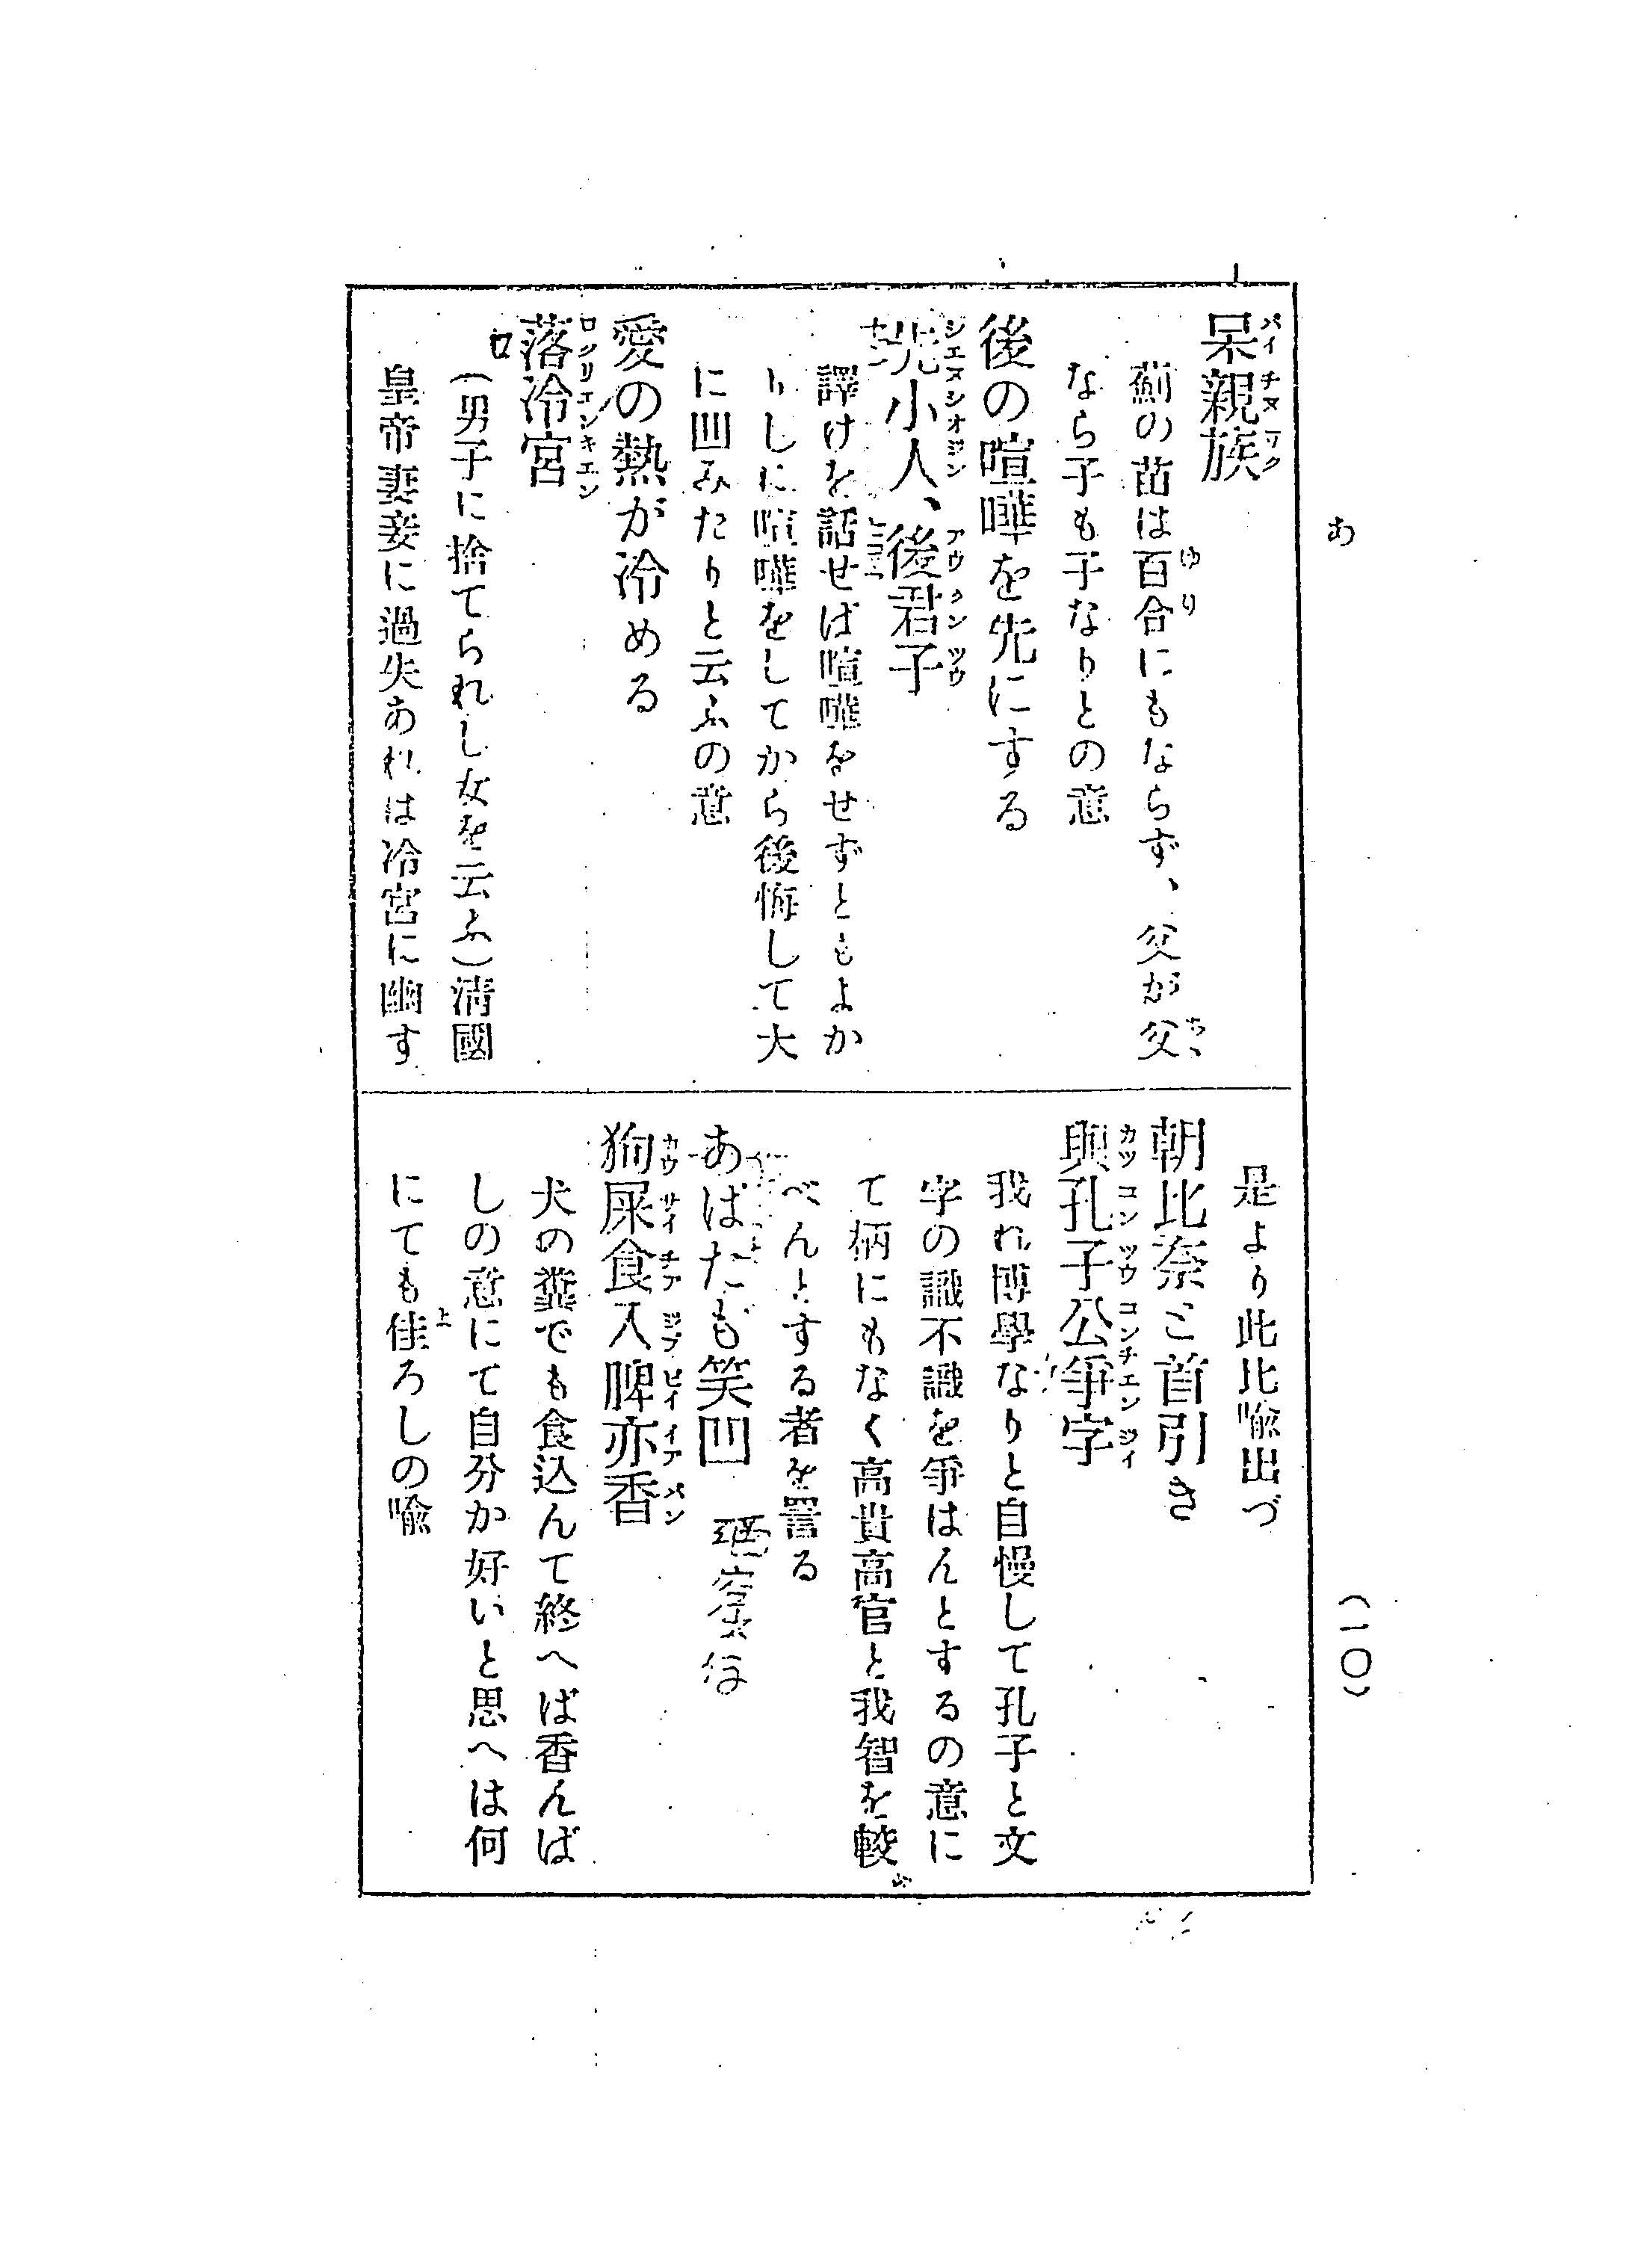 あ
(一〇)
呆親族
薊の苗は百合にもならず、父が父
なら子も子なりとの意
後の喧嘩を先にする
先小人、後君子
譯けを話せば喧嘩をせずともよか
りしに喧嘩をしてから後悔して大
に凹みたりと云ふの意
愛の熱が冷める
落冷宮
(男子に捨てられし女を云ふ)清國
皇帝妻妾に過失あれは冷宮に幽す
是より此比喩出づ
朝比奈と首引き
與孔子公爭字
我れ博學なりと自慢して孔子と文
字の識不識を爭はんとするの意に
て柄にもなく高貴高官と我智を較
べんとする者を詈る
あばたも笑凹
狗屎食入脾亦香
犬の糞でも食込んて終へば香んば
しの意にて自分か好いと思へは何
にても佳ろしの喩